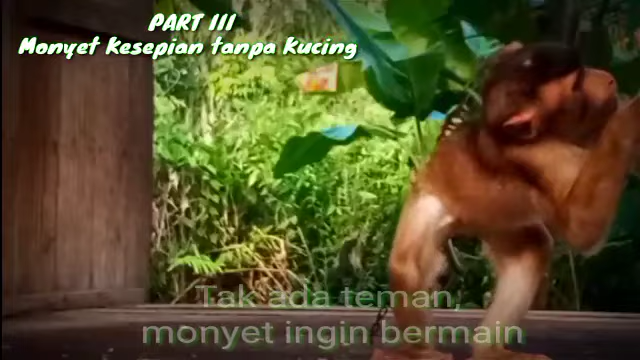 PART III
Monyet Kesepian tanpa Kucing
Tak ada teman,
monyet ingin bermain